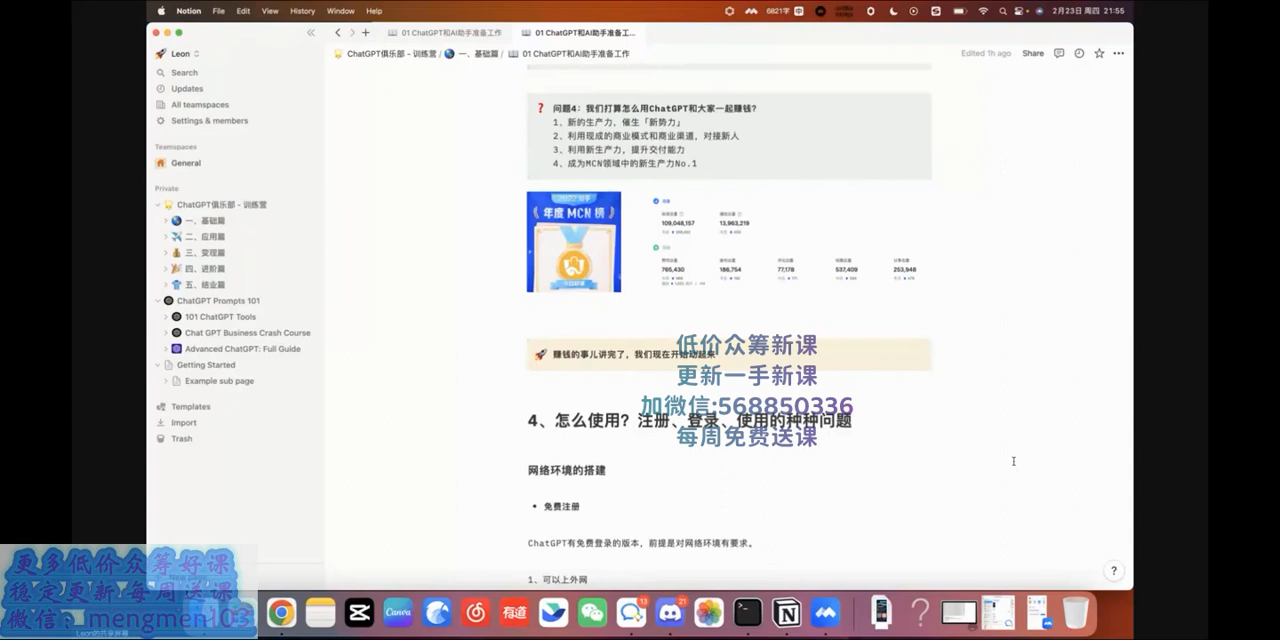 Notion File Edit View History Window Help 6821字 2月23日 周四 21:55
01 ChatGPT和AI助手准备工作 01 ChatGPT和AI助手准备工...
Leon
ChatGPT俱乐部 - 训练营 / 一、基础篇 / 01 ChatGPT和AI助手准备工作 Edited 1h ago Share
Search
Updates
All teamspaces
Settings & members
Teamspaces
General
Private
ChatGPT俱乐部 - 训练营
一、基础篇
二、应用篇
三、变现篇
四、进阶篇
五、结业篇
ChatGPT Prompts 101
101 ChatGPT Tools
Chat GPT Business Crash Course
Advanced ChatGPT: Full Guide
Getting Started
Example sub page
Templates
Import
Trash
问题4：我们打算怎么用ChatGPT和大家一起赚钱？
1、新的生产力，催生「新势力」
2、利用现成的商业模式和商业渠道，对接新人
3、利用新生产力，提升交付能力
4、成为MCN领域中的新生产力No.1
年度 MCN 榜
109,048,157 13,963,219
765,430 186,754 77,178 537,409 253,948
低价众筹新课
赚钱的事儿讲完了，我们现在开始动起来
更新一手新课
加微信:568850336
4、怎么使用？注册、登录、使用的种种问题
每周免费送课
网络环境的搭建
• 免费注册
ChatGPT有免费登录的版本，前提是对网络环境有要求。
1、可以上外网
?
更多低价众筹好课
稳定更新 每周送课
微信：mengmen103
Leon的共享屏幕
Canva
有道
13
21